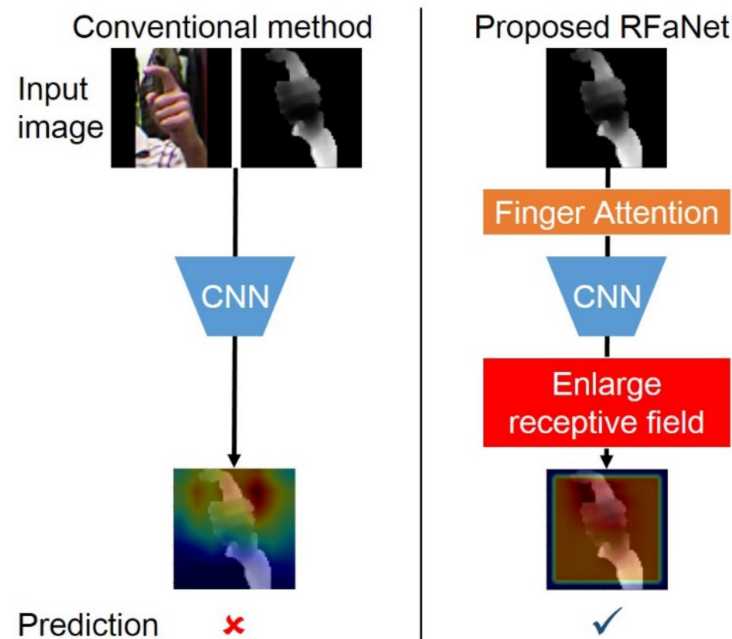 Conventional method
Proposed RFaNet
Input
image
Finger Attention
CNN
CNN
Enlarge
receptive field
Prediction